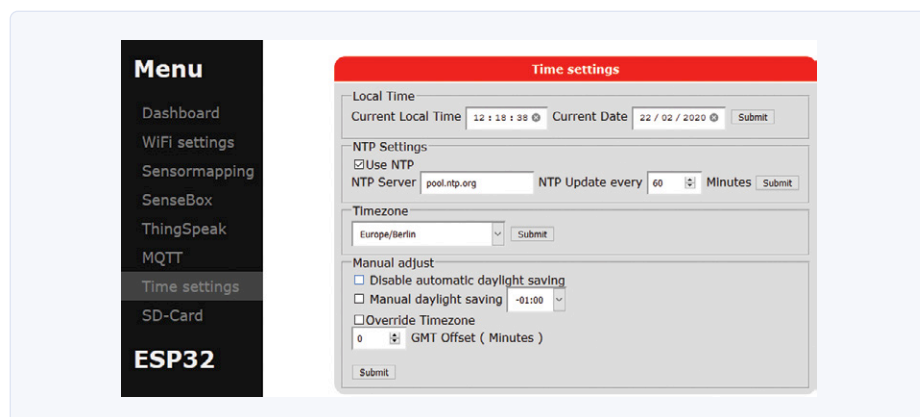 Menu
Dashboard
WiFi settings
Sensormapping
SenseBox
ThingSpeak
MQTT
Time settings
SD-Card
ESP32
Time settings
Local Time
Current Local Time 12 : 18 : 38 Current Date 22 / 02 / 2020 Submit
NTP Settings
Use NTP
NTP Server pool.ntp.org NTP Update every 60 Minutes Submit
Timezone
Europe/Berlin Submit
Manual adjust
Disable automatic daylight saving
Manual daylight saving -01:00
Override Timezone
0 GMT Offset ( Minutes )
Submit